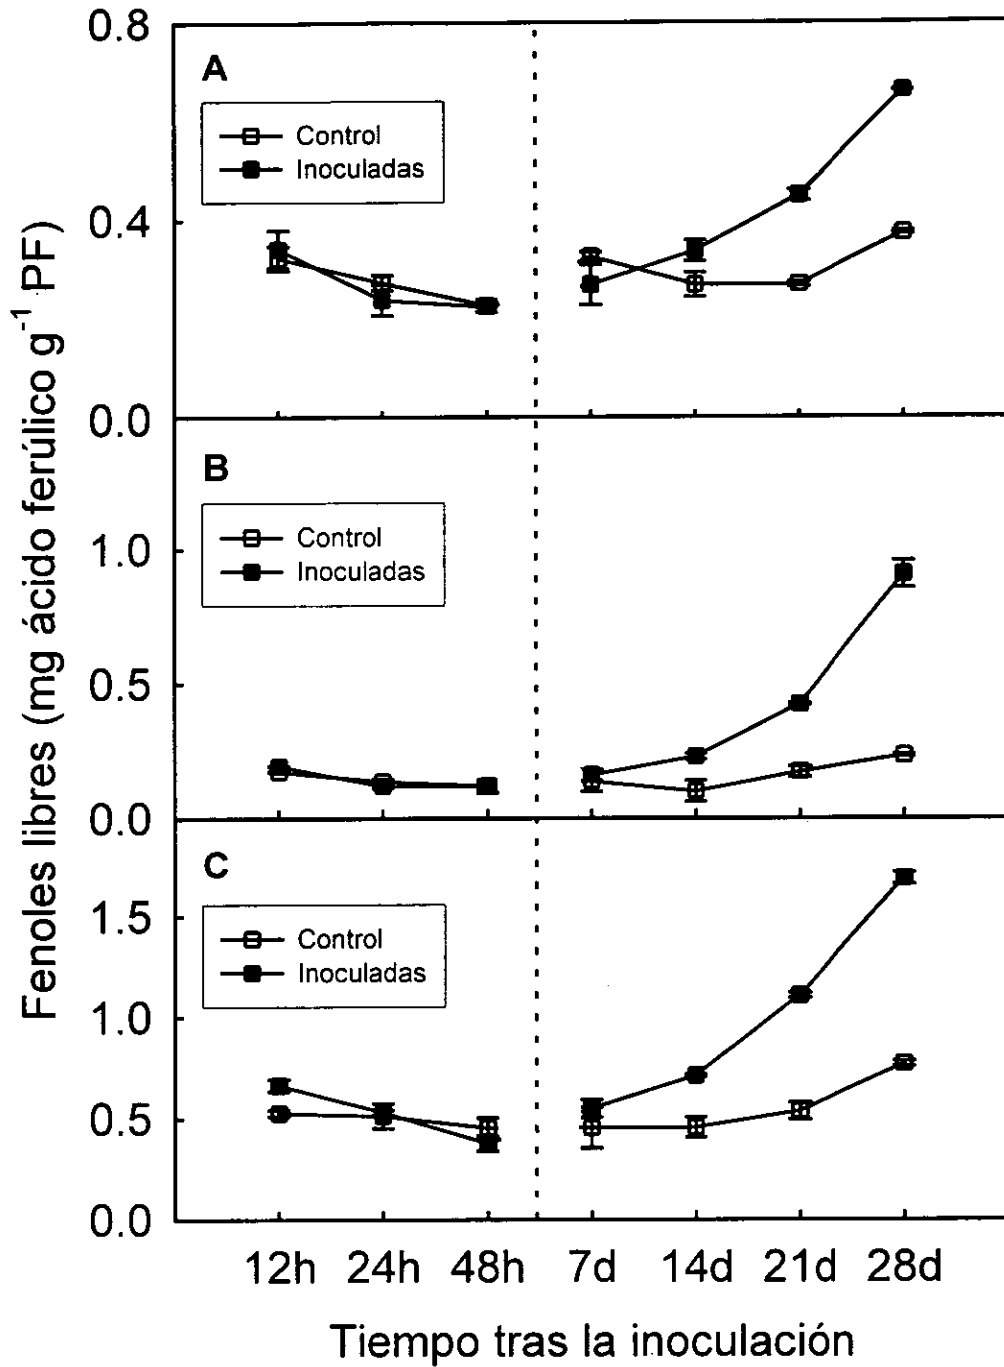 Fenoles libres (mg ácido ferúlico g⁻¹ PF)
0.8
0.4
0.0
A
Control
Inoculadas
1.0
0.5
0.0
B
Control
Inoculadas
1.5
1.0
0.5
0.0
C
Control
Inoculadas
12h 24h 48h 7d 14d 21d 28d
Tiempo tras la inoculación